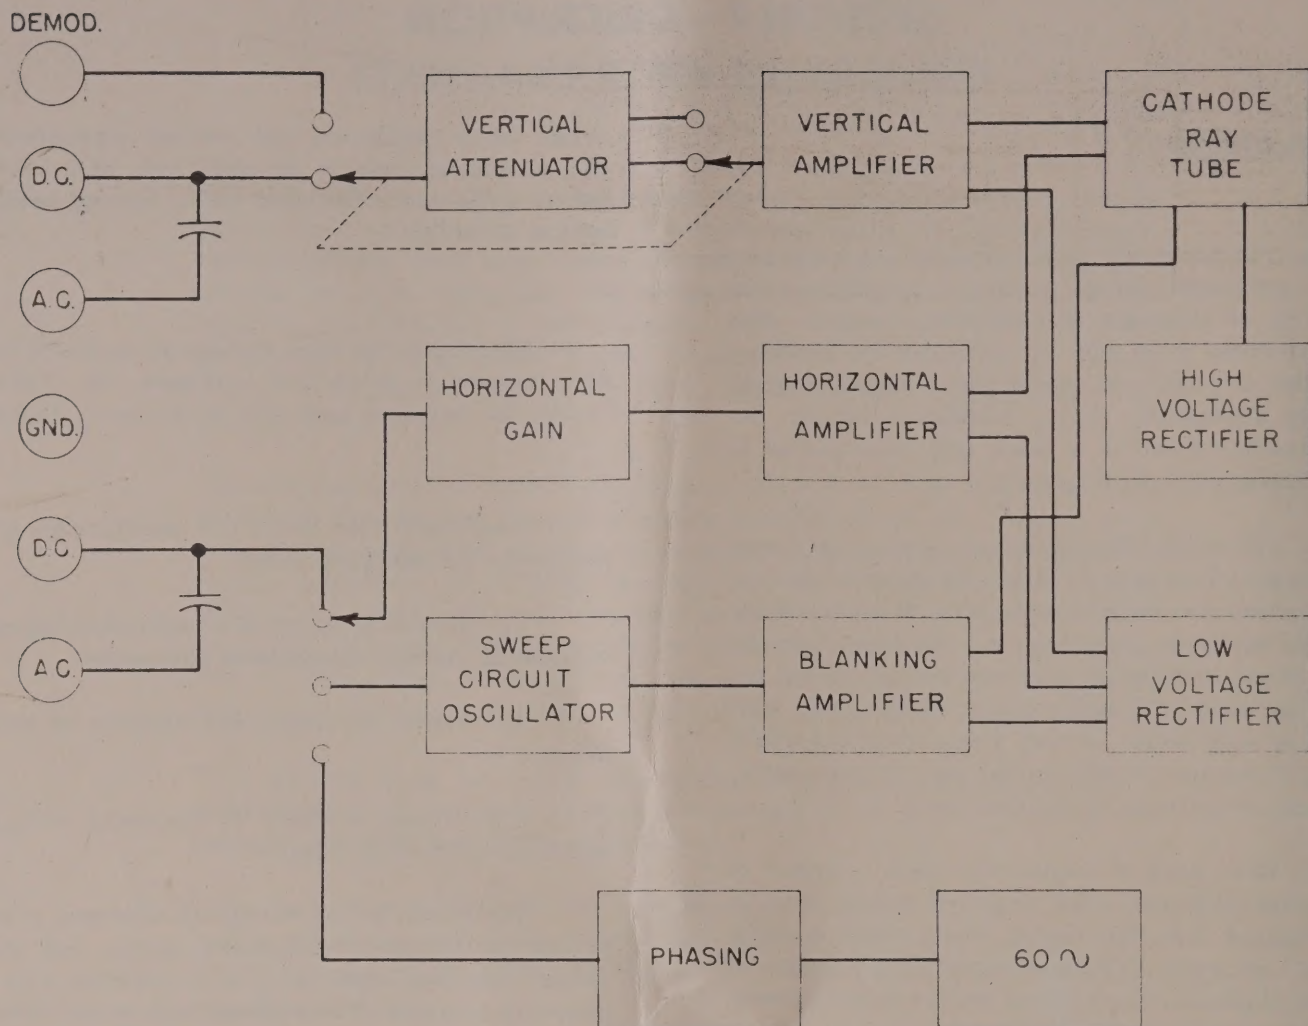 DEMOD.
D.C.
A.C.
GND.
D.C.
A.C.
VERTICAL
ATTENUATOR
VERTICAL
AMPLIFIER
CATHODE
RAY
TUBE
HORIZONTAL
GAIN
HORIZONTAL
AMPLIFIER
HIGH
VOLTAGE
RECTIFIER
SWEEP
CIRCUIT
OSCILLATOR
BLANKING
AMPLIFIER
LOW
VOLTAGE
RECTIFIER
PHASING
60 ∿